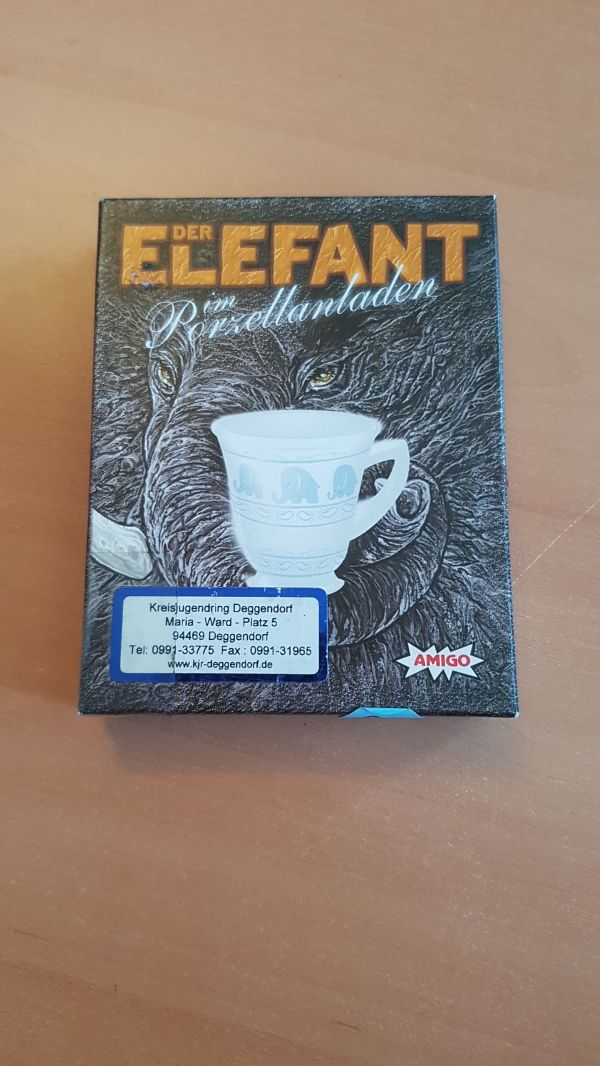 DER
ELEFANT
im
Porzellanladen
Kreisjugendring Deggendorf
Maria - Ward - Platz 5
94469 Deggendorf
Tel: 0991-33775 Fax : 0991-31965
www.kjr-deggendorf.de
AMIGO